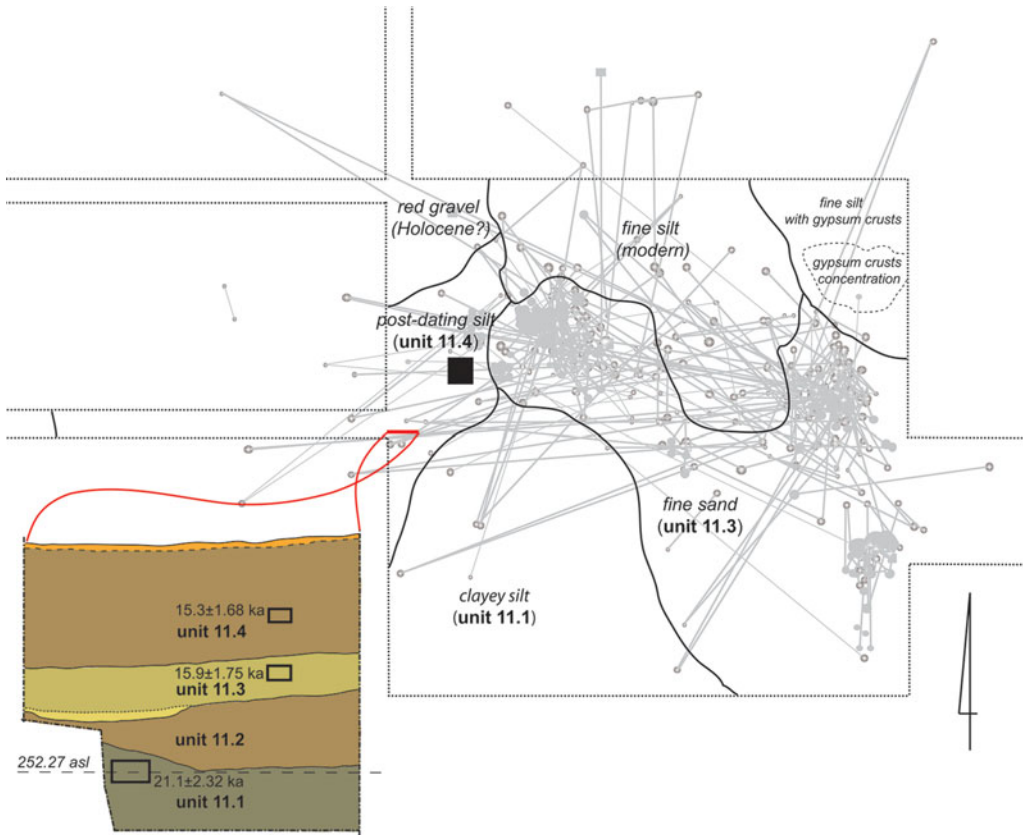 red gravel
(Holocene?)
fine silt
(modern)
fine silt
with gypsum crusts
gypsum crusts
concentration
post-dating silt
(unit 11.4)
fine sand
(unit 11.3)
clayey silt
(unit 11.1)
15.3±1.68 ka
unit 11.4
15.9±1.75 ka
unit 11.3
unit 11.2
252.27 asl
21.1±2.32 ka
unit 11.1